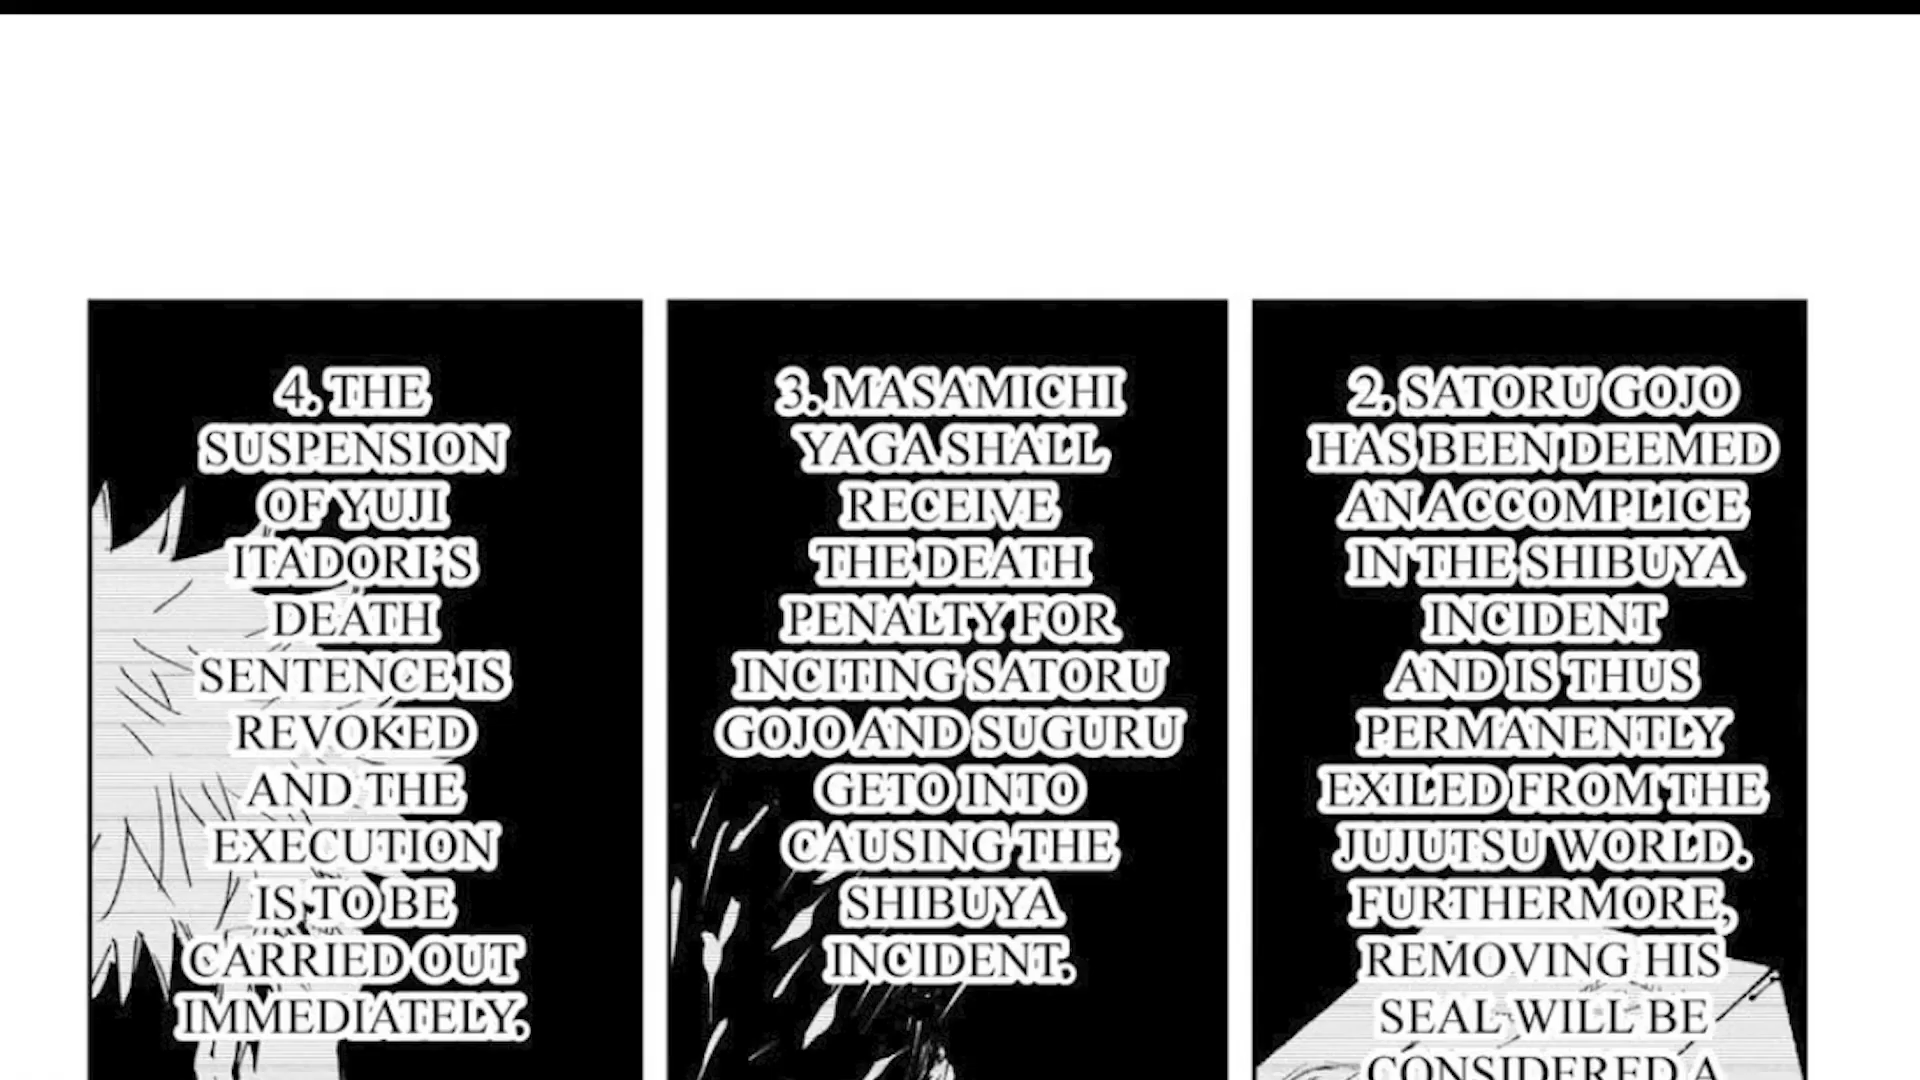 2. SATORU GOJO
HAS BEEN DEEMED
AN ACCOMPLICE
IN THE SHIBUYA
INCIDENT
AND IS THUS
PERMANENTLY
EXILED FROM THE
JUJUTSU WORLD.
FURTHERMORE,
REMOVING HIS
SEAL WILL BE
CONSIDERED A
3. MASAMICHI
YAGA SHALL
RECEIVE
THE DEATH
PENALTY FOR
INCITING SATORU
GOJO AND SUGURU
GETO INTO
CAUSING THE
SHIBUYA
INCIDENT.
4. THE
SUSPENSION
OF YUJI
ITADORI'S
DEATH
SENTENCE IS
REVOKED
AND THE
EXECUTION
IS TO BE
CARRIED OUT
IMMEDIATELY.